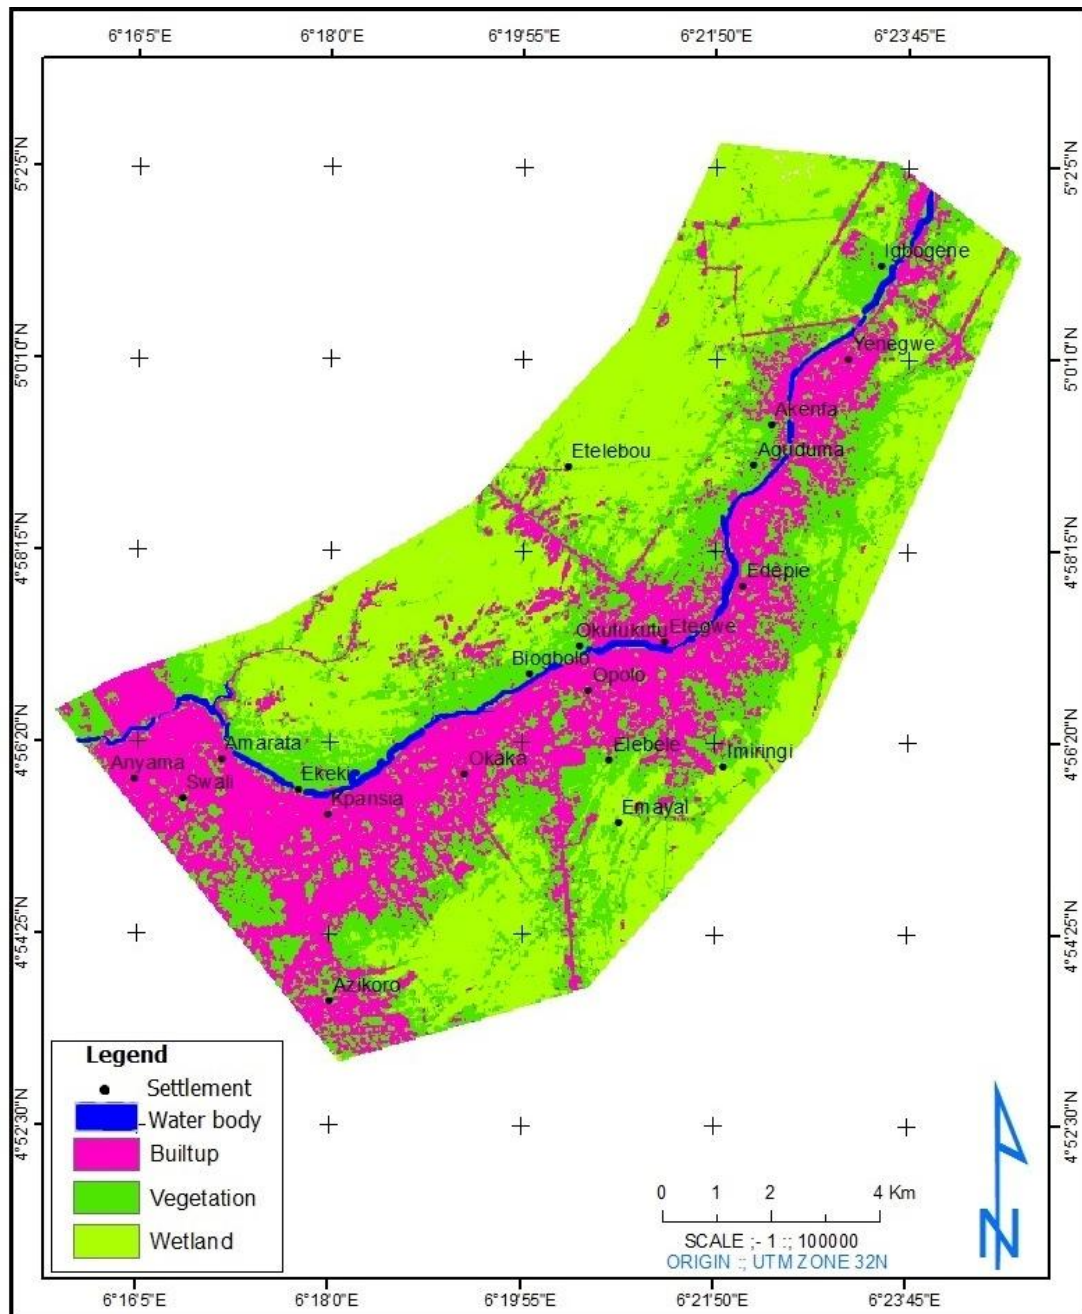 6°16'5"E 6°18'0"E 6°19'55"E 6°21'50"E 6°23'45"E
5°2'5"N 5°2'5"N
Igbogene
5°0'10"N 5°0'10"N
Yenegwe
Akenfa
Aguduma
Etelebou
4°58'15"N 4°58'15"N
Edepie
Okutukutu Etegwe
Biogbolo
Opolo
4°56'20"N 4°56'20"N
Amarata Elebele Imiringi
Anyama Okaka
Swali Ekeki
Kpansia Emayal
4°54'25"N 4°54'25"N
Azikoro
Legend
Settlement
Water body
Builtup
Vegetation
Wetland
4°52'30"N 4°52'30"N
0 1 2 4 Km
SCALE ;- 1 :; 100000
ORIGIN :; UTM ZONE 32N
N
6°16'5"E 6°18'0"E 6°19'55"E 6°21'50"E 6°23'45"E